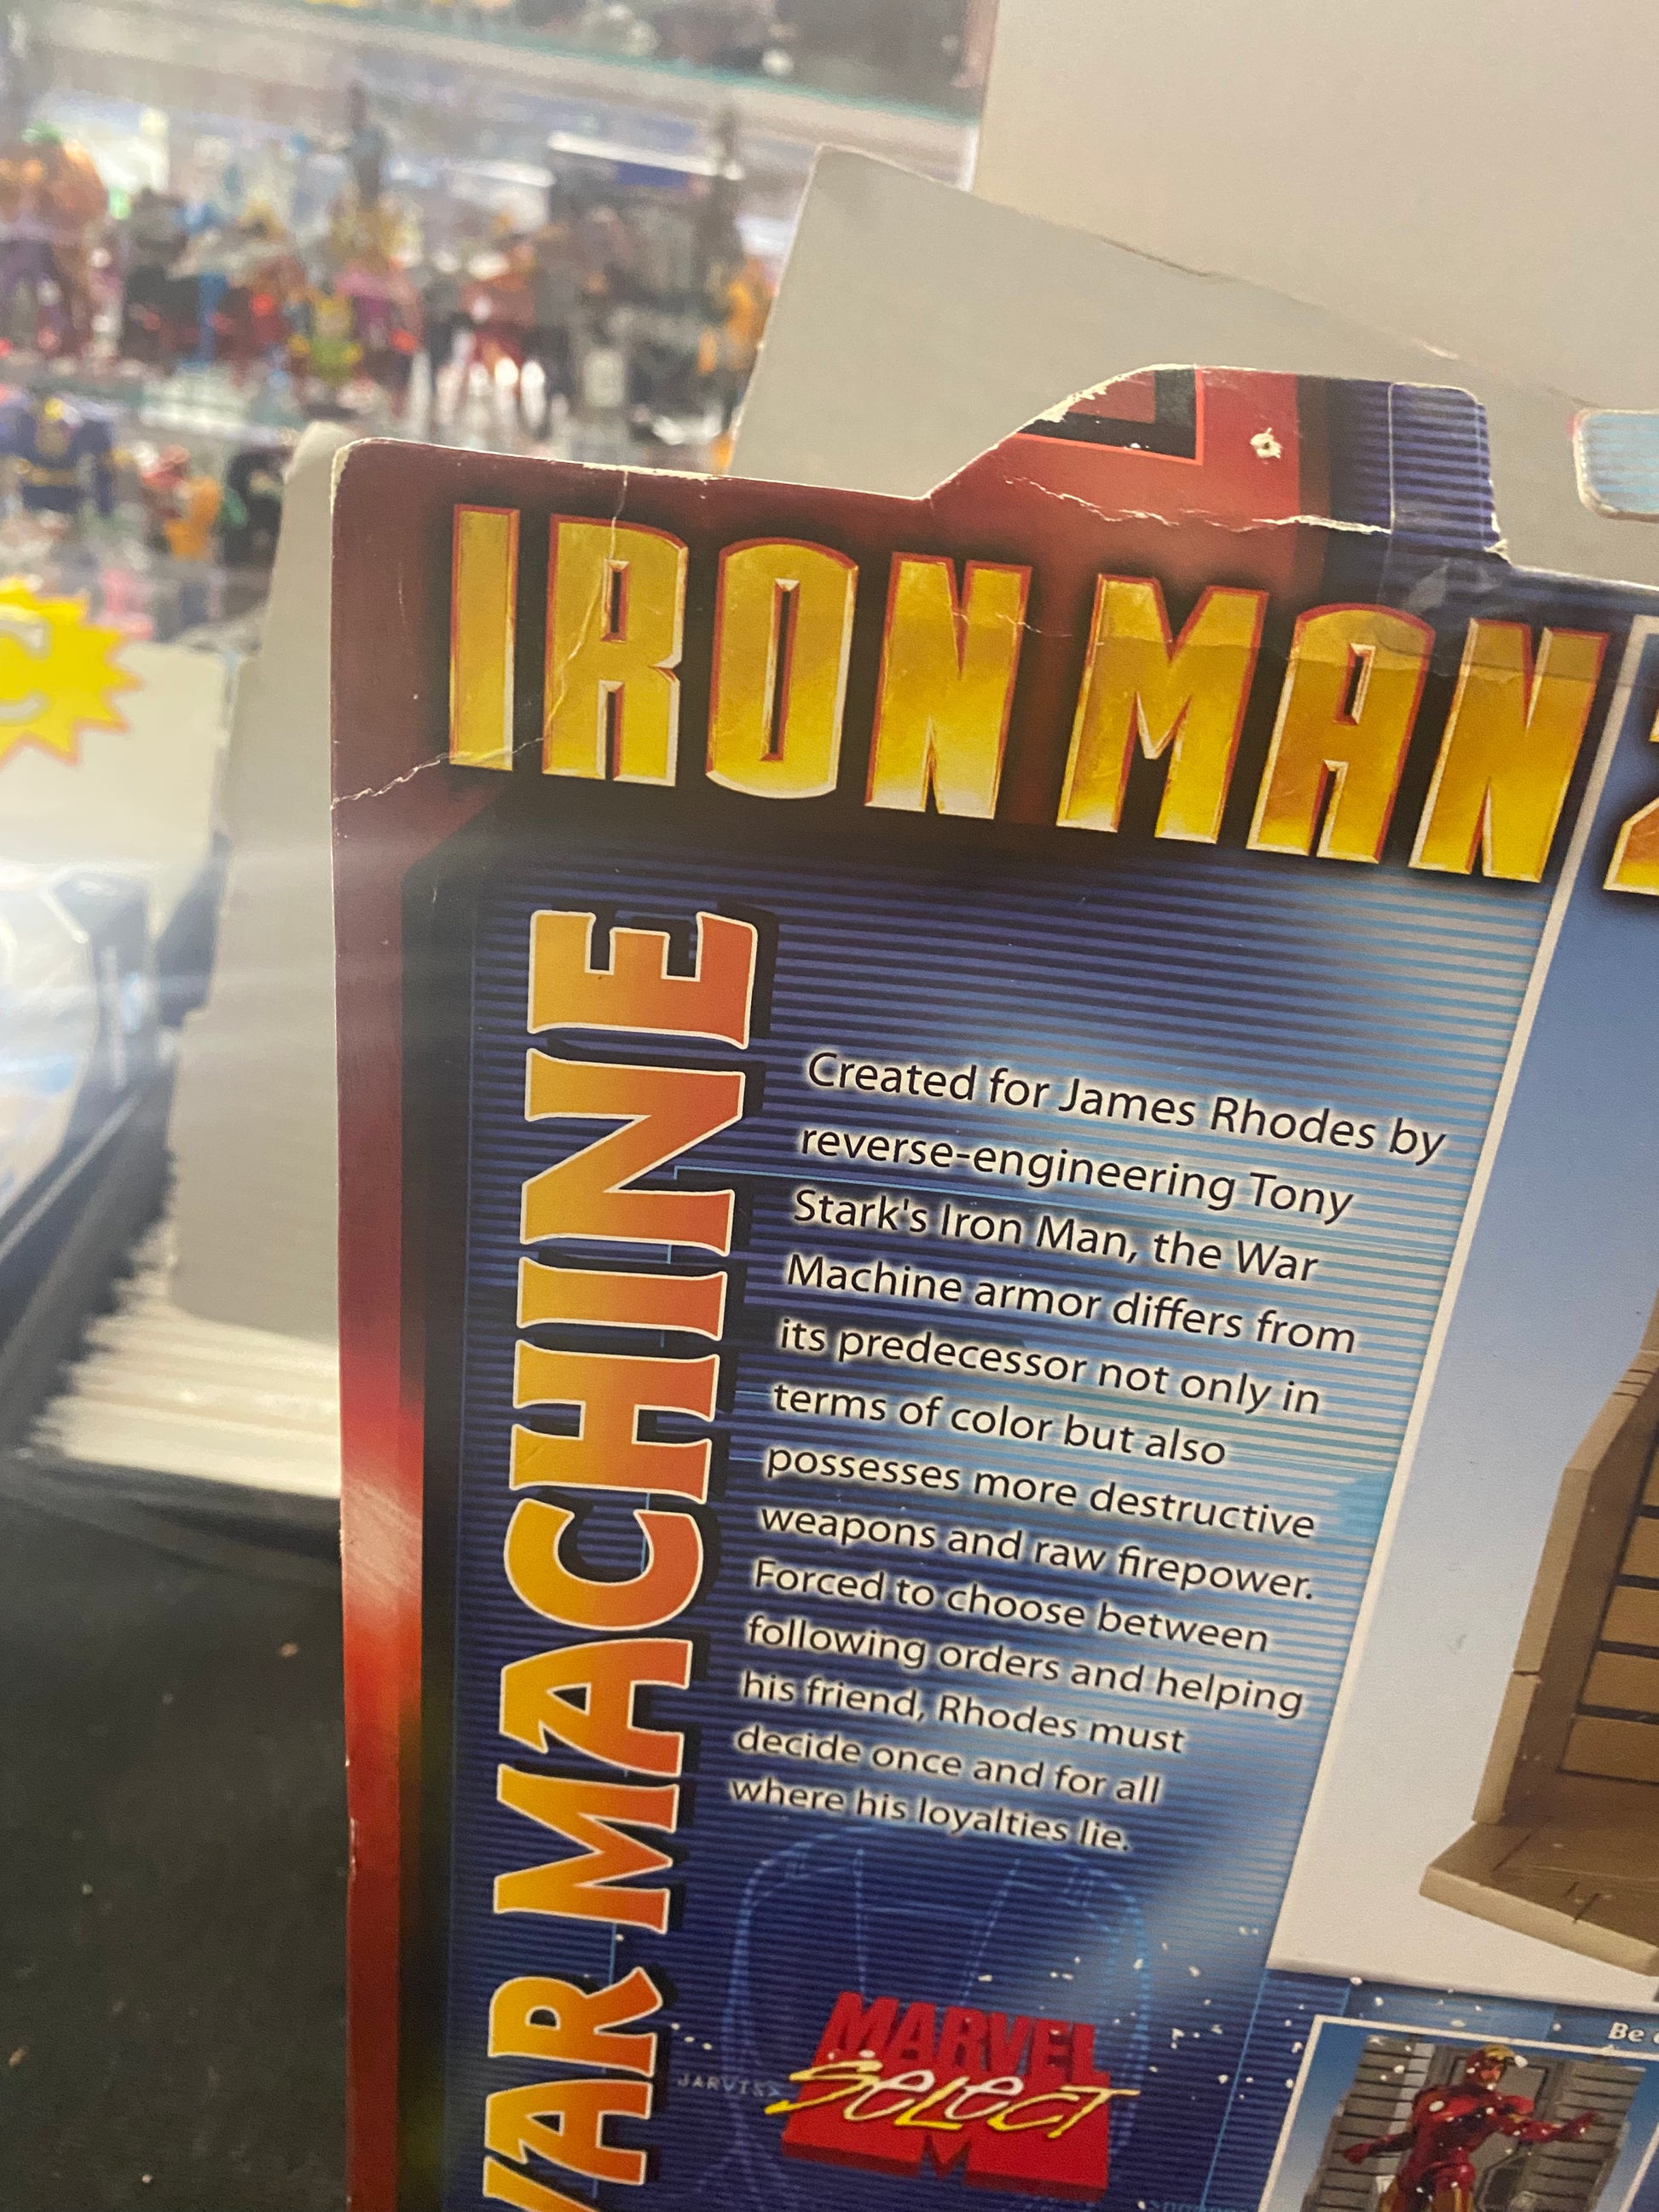 IRON MAN 2
WAR MACHINE
Created for James Rhodes by
reverse-engineering Tony
Stark's Iron Man, the War
Machine armor differs from
its predecessor not only in
terms of color but also
possesses more destructive
weapons and raw firepower.
Forced to choose between
following orders and helping
his friend, Rhodes must
decide once and for all
where his loyalties lie.
JARVIS>
MARVEL
SELECT
Be